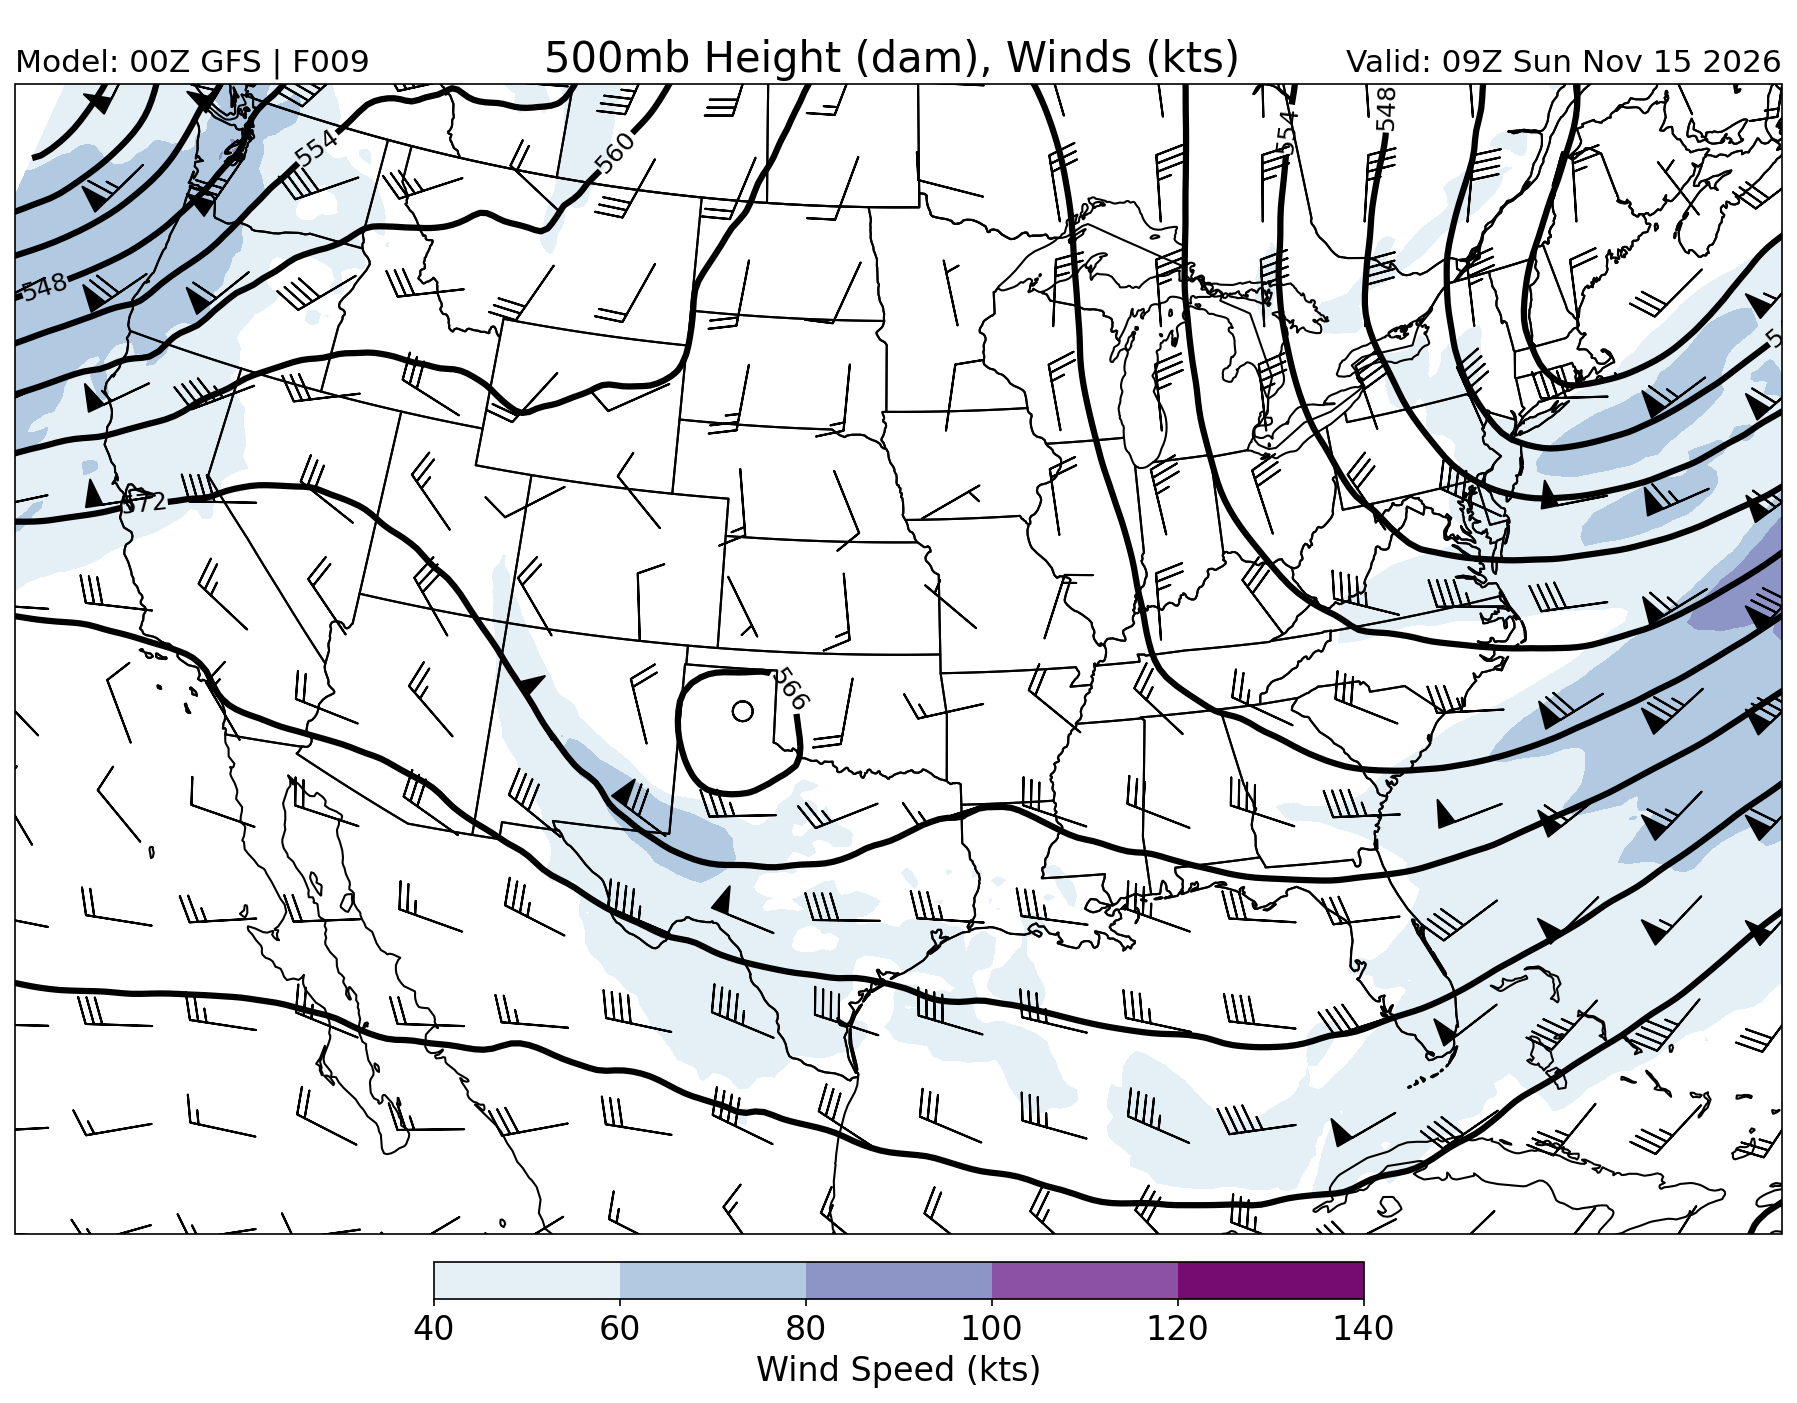 Model: 00Z GFS | F009
500mb Height (dam), Winds (kts)
Valid: 09Z Sun Nov 15 2026
554
560
554
548
548
572
566
40 60 80 100 120 140
Wind Speed (kts)